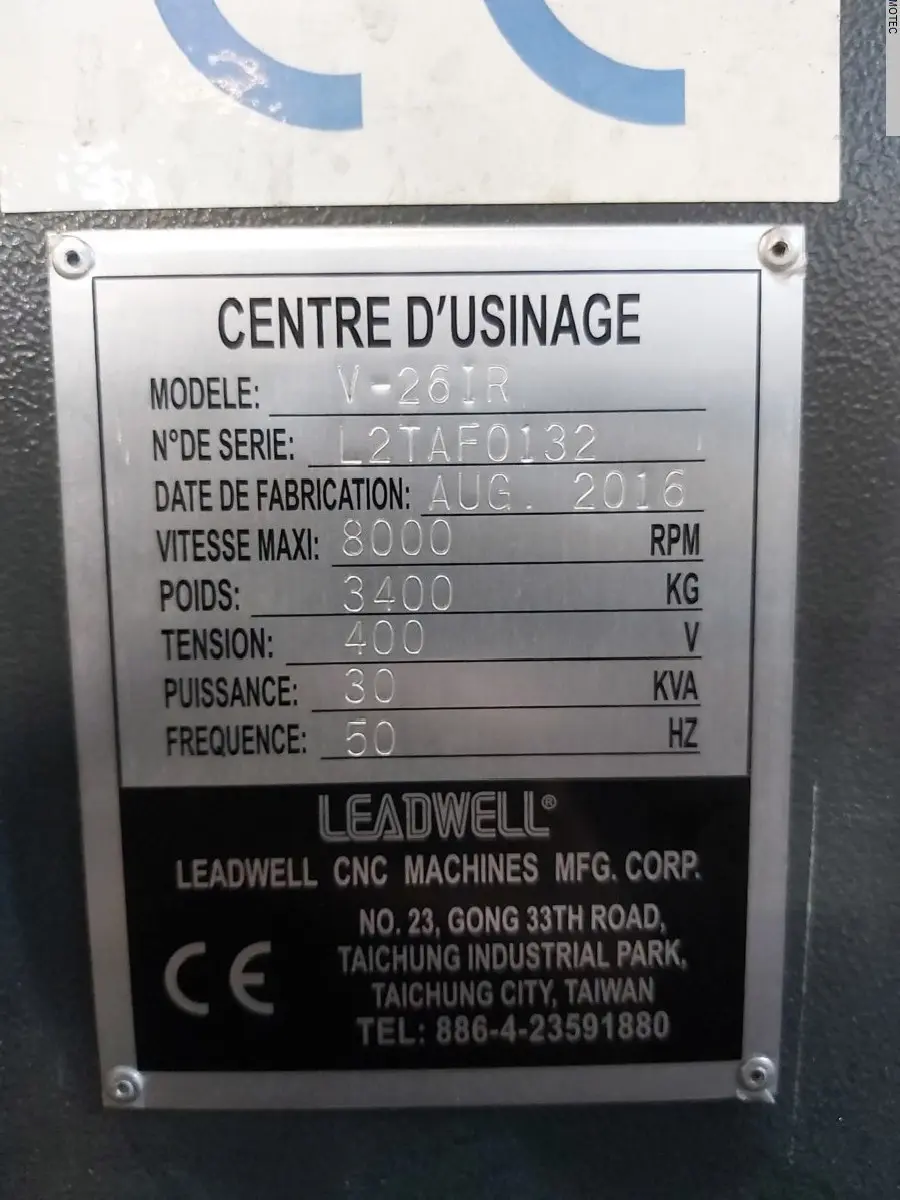 MOTEC
CENTRE D'USINAGE
MODELE: V-26IR
N°DE SERIE: L2TAF0132
DATE DE FABRICATION: AUG. 2016
VITESSE MAXI: 8000 RPM
POIDS: 3400 KG
TENSION: 400 V
PUISSANCE: 30 KVA
FREQUENCE: 50 HZ
LEADWELL®
LEADWELL CNC MACHINES MFG. CORP.
NO. 23, GONG 33TH ROAD,
TAICHUNG INDUSTRIAL PARK,
TAICHUNG CITY, TAIWAN
TEL: 886-4-23591880
CE